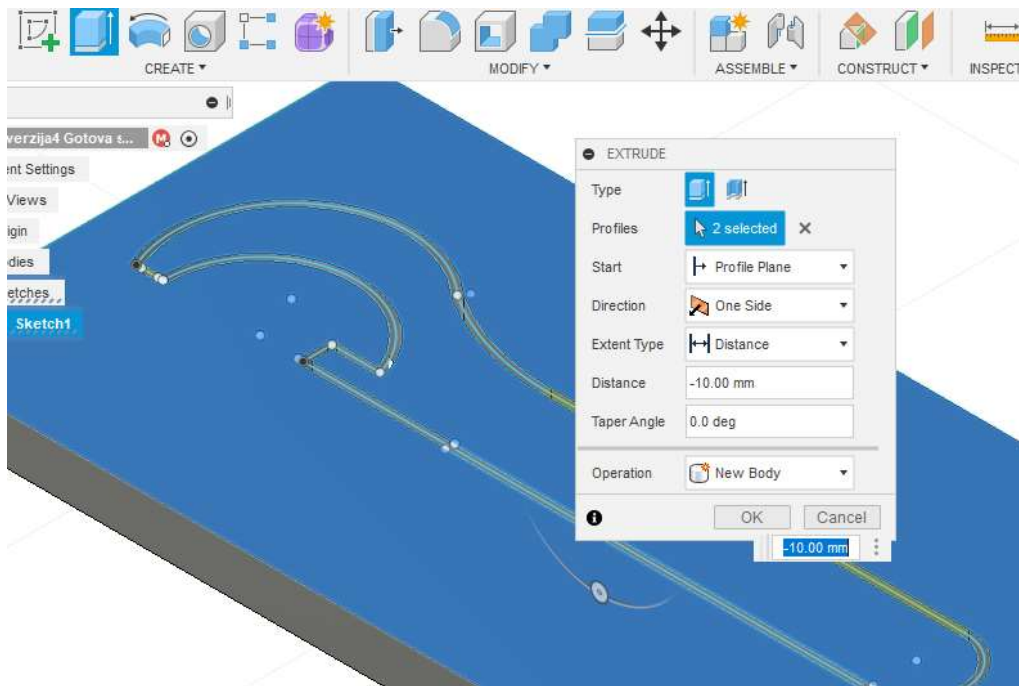 CREATE ▾
MODIFY ▾
ASSEMBLE ▾
CONSTRUCT ▾
INSPECT
verzija4 Gotova s...
M
ent Settings
Views
igin
dies
etches
Sketch1
EXTRUDE
Type
Profiles
2 selected
Start
Profile Plane
Direction
One Side
Extent Type
Distance
Distance
-10.00 mm
Taper Angle
0.0 deg
Operation
New Body
OK
Cancel
-10.00 mm